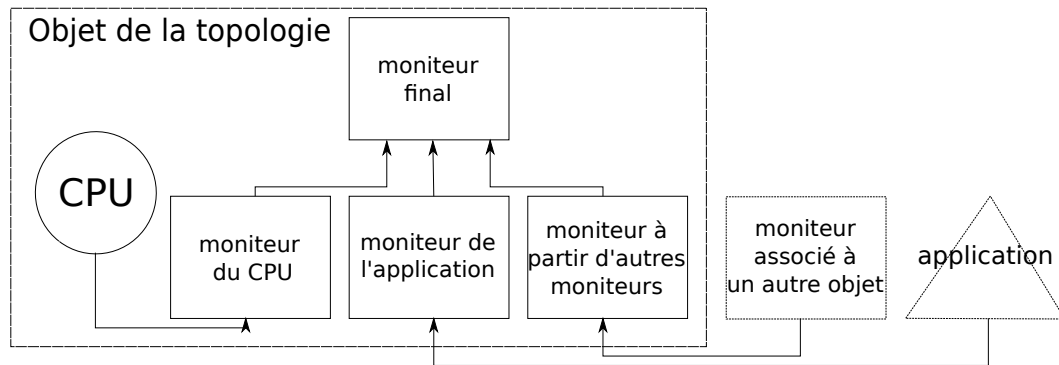 Objet de la topologie
moniteur
final
CPU
moniteur
du CPU
moniteur de
l'application
moniteur à
partir d'autres
moniteurs
moniteur
associé à
un autre objet
application